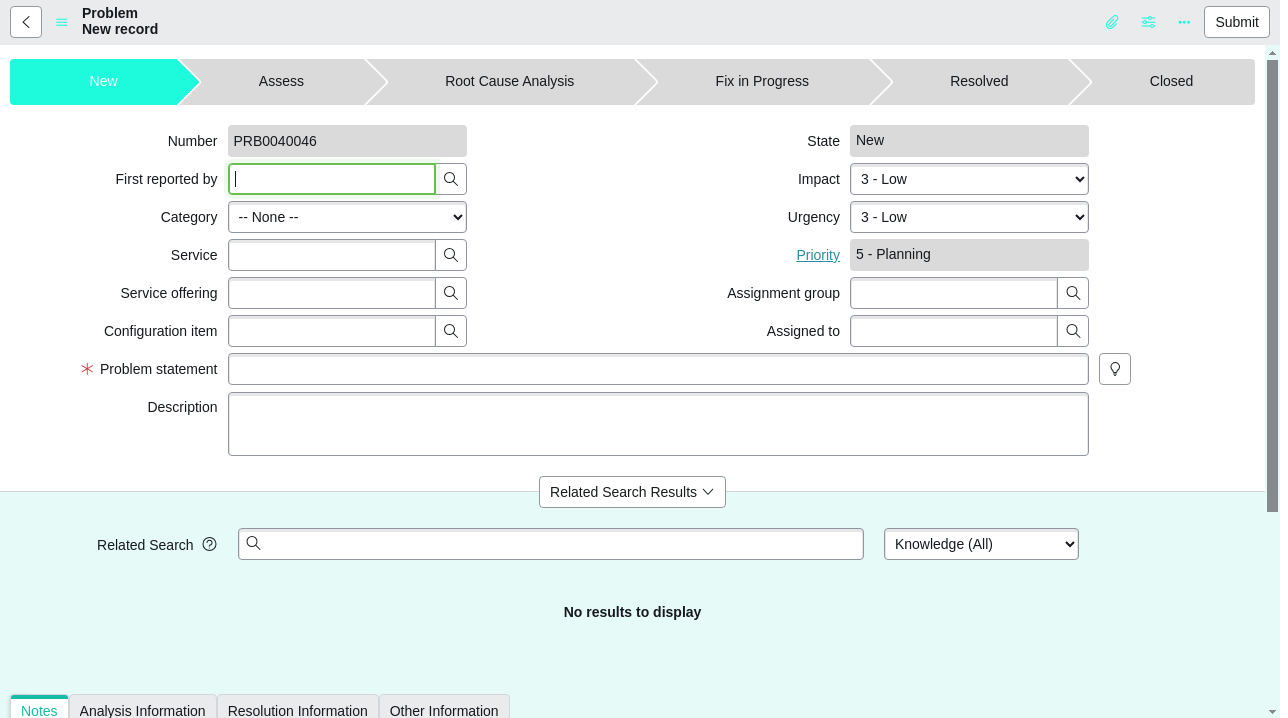 Problem
New record
Submit
New
Assess
Root Cause Analysis
Fix in Progress
Resolved
Closed
Number
PRB0040046
State
New
First reported by
Impact
3 - Low
Category
-- None --
Urgency
3 - Low
Service
Priority
5 - Planning
Service offering
Assignment group
Configuration item
Assigned to
Problem statement
Description
Related Search Results
Related Search
Knowledge (All)
No results to display
Notes
Analysis Information
Resolution Information
Other Information